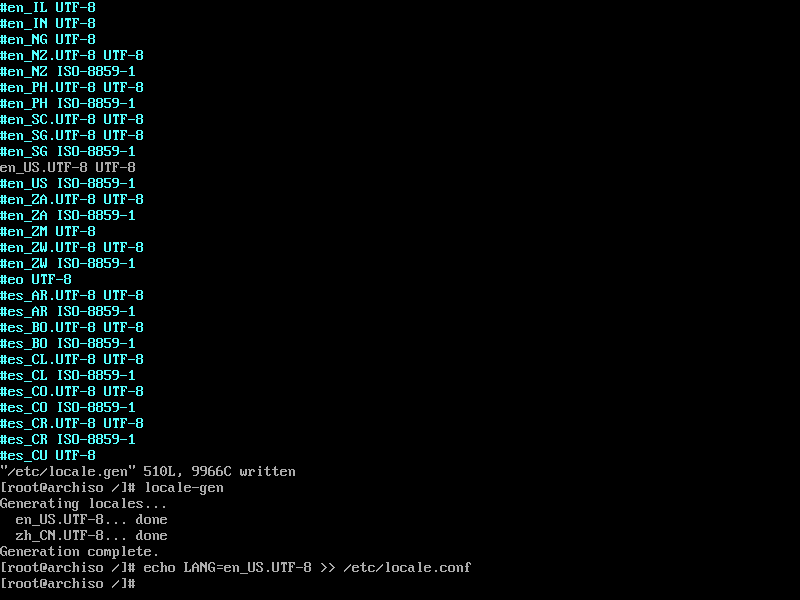 #en_IL UTF-8
#en_IN UTF-8
#en_NG UTF-8
#en_NZ.UTF-8 UTF-8
#en_NZ ISO-8859-1
#en_PH.UTF-8 UTF-8
#en_PH ISO-8859-1
#en_SC.UTF-8 UTF-8
#en_SG.UTF-8 UTF-8
#en_SG ISO-8859-1
en_US.UTF-8 UTF-8
#en_US ISO-8859-1
#en_ZA.UTF-8 UTF-8
#en_ZA ISO-8859-1
#en_ZM UTF-8
#en_ZW.UTF-8 UTF-8
#en_ZW ISO-8859-1
#eo UTF-8
#es_AR.UTF-8 UTF-8
#es_AR ISO-8859-1
#es_BO.UTF-8 UTF-8
#es_BO ISO-8859-1
#es_CL.UTF-8 UTF-8
#es_CL ISO-8859-1
#es_CO.UTF-8 UTF-8
#es_CO ISO-8859-1
#es_CR.UTF-8 UTF-8
#es_CR ISO-8859-1
#es_CU UTF-8
"/etc/locale.gen" 510L, 9966C written
[root@archiso /]# locale-gen
Generating locales...
  en_US.UTF-8... done
  zh_CN.UTF-8... done
Generation complete.
[root@archiso /]# echo LANG=en_US.UTF-8 >> /etc/locale.conf
[root@archiso /]#